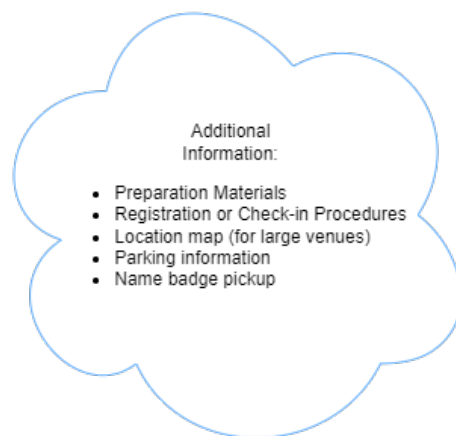 Additional
Information:
• Preparation Materials
• Registration or Check-in Procedures
• Location map (for large venues)
• Parking information
• Name badge pickup